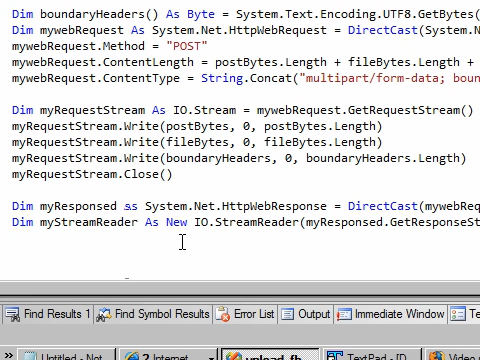 Dim boundaryHeaders() As Byte = System.Text.Encoding.UTF8.GetBytes(
Dim mywebRequest As System.Net.HttpWebRequest = DirectCast(System.N
mywebRequest.Method = "POST"
mywebRequest.ContentLength = postBytes.Length + fileBytes.Length +
mywebRequest.ContentType = String.Concat("multipart/form-data; boun
Dim myRequestStream As IO.Stream = mywebRequest.GetRequestStream()
myRequestStream.Write(postBytes, 0, postBytes.Length)
myRequestStream.Write(fileBytes, 0, fileBytes.Length)
myRequestStream.Write(boundaryHeaders, 0, boundaryHeaders.Length)
myRequestStream.Close()
Dim myResponsed as System.Net.HttpWebResponse = DirectCast(mywebReq
Dim myStreamReader As New IO.StreamReader(myResponsed.GetResponseSt
Find Results 1 Find Symbol Results Error List Output Immediate Window Te
Untitled - Not 2 Internet upload_fb TextPad - [D Video